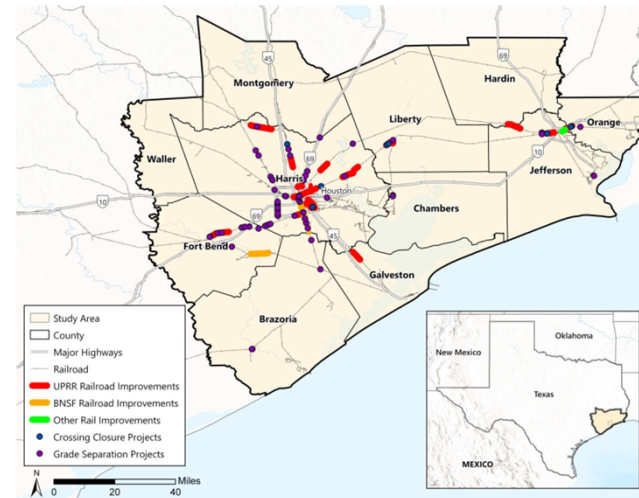 45
69
Montgomery
Hardin
Liberty
Orange
Waller
69
10
Jefferson
Harris
Houston
10
Chambers
69
45
Fort Bend
Galveston
Brazoria
Study Area
County
Major Highways
Railroad
UPRR Railroad Improvements
BNSF Railroad Improvements
Other Rail Improvements
Crossing Closure Projects
Grade Separation Projects
N
Miles
0 20 40
Oklahoma
New Mexico
Texas
MEXICO